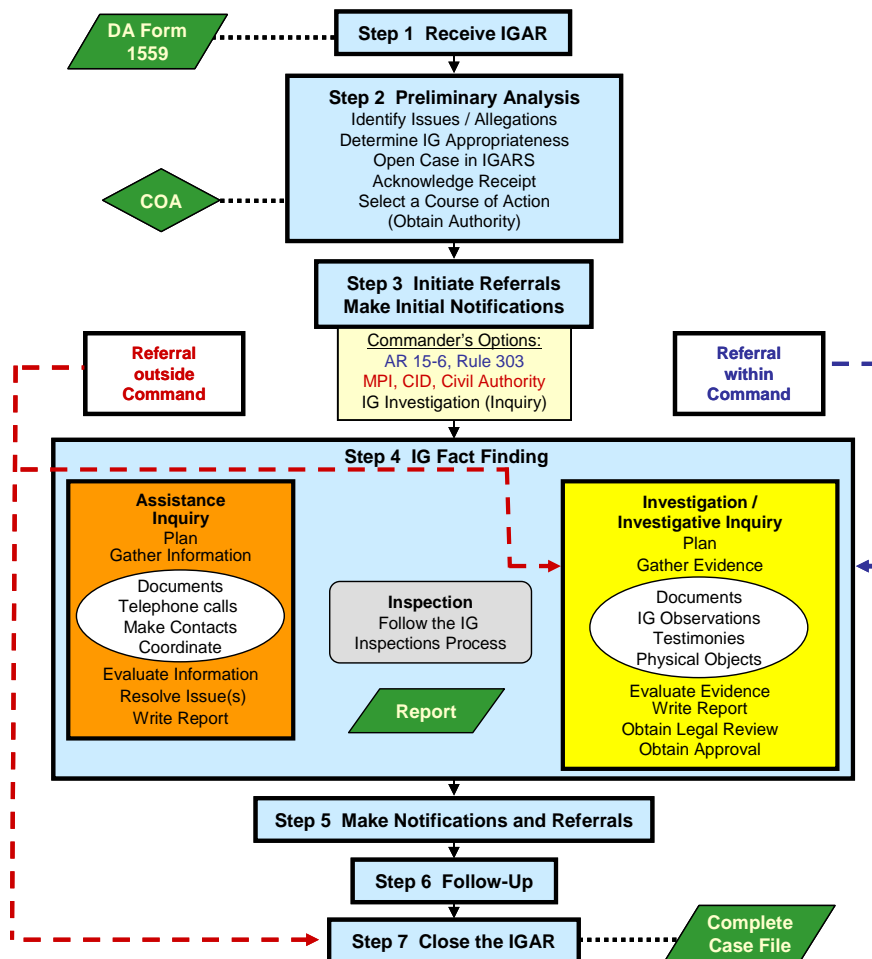 DA Form
1559
Step 1 Receive IGAR
Step 2 Preliminary Analysis
Identify Issues / Allegations
Determine IG Appropriateness
Open Case in IGARS
Acknowledge Receipt
Select a Course of Action
(Obtain Authority)
COA
Step 3 Initiate Referrals
Make Initial Notifications
Referral
outside
Command
Commander's Options:
AR 15-6, Rule 303
MPI, CID, Civil Authority
IG Investigation (Inquiry)
Referral
within
Command
Step 4 IG Fact Finding
Assistance
Inquiry
Plan
Gather Information
Documents
Telephone calls
Make Contacts
Coordinate
Evaluate Information
Resolve Issue(s)
Write Report
Inspection
Follow the IG
Inspections Process
Report
Investigation /
Investigative Inquiry
Plan
Gather Evidence
Documents
IG Observations
Testimonies
Physical Objects
Evaluate Evidence
Write Report
Obtain Legal Review
Obtain Approval
Step 5 Make Notifications and Referrals
Step 6 Follow-Up
Step 7 Close the IGAR
Complete
Case File